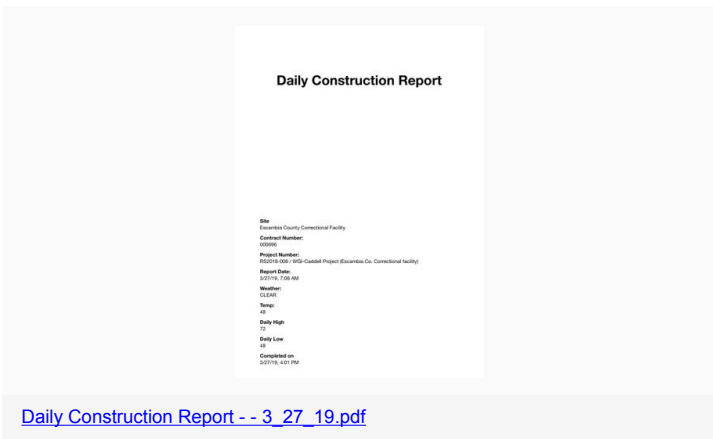 Daily Construction Report
Site
Escambia County Correctional Facility
Contract Number:
000696
Project Number:
RS2018-006 / WGI-Caddell Project (Escambia Co. Correctional facility)
Report Date:
3/27/19, 7:06 AM
Weather:
CLEAR
Temp:
48
Daily High
72
Daily Low
48
Completed on
3/27/19, 4:01 PM
Daily Construction Report - - 3_27_19.pdf